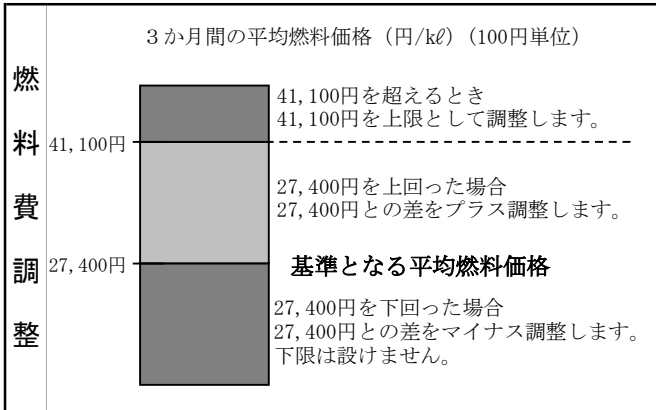 3か月間の平均燃料価格（円/kℓ）（100円単位）
燃料費調整
41,100円を超えるとき
41,100円を上限として調整します。
41,100円
27,400円を上回った場合
27,400円との差をプラス調整します。
27,400円
基準となる平均燃料価格
27,400円を下回った場合
27,400円との差をマイナス調整します。
下限は設けません。